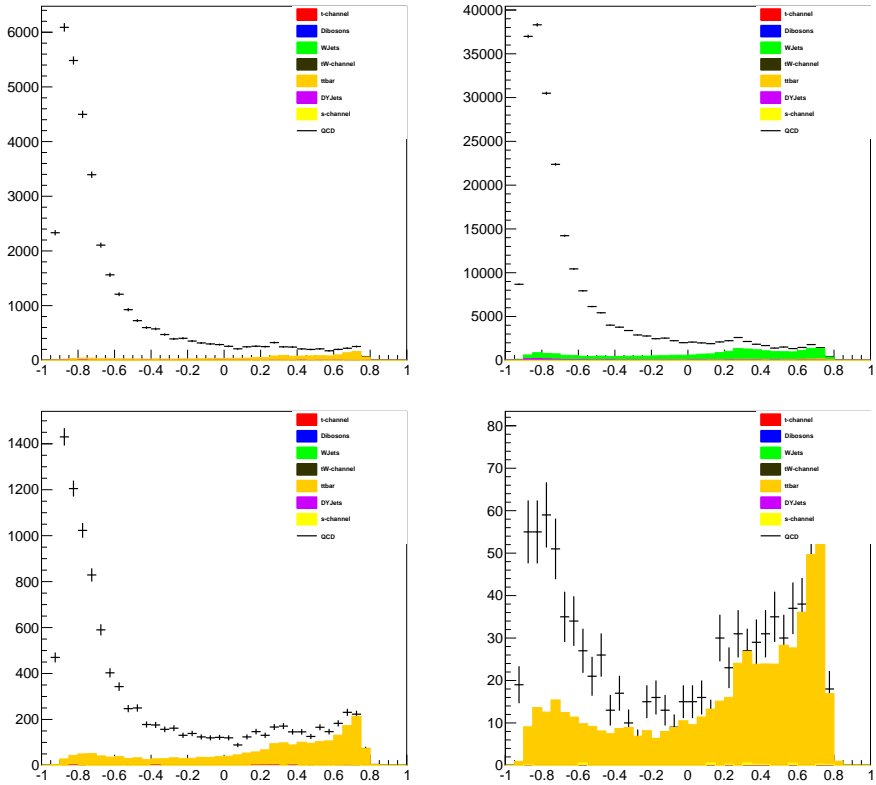 6000
5000
4000
3000
2000
1000
0
-1 -0.8 -0.6 -0.4 -0.2 0 0.2 0.4 0.6 0.8 1
t-channel
Dibosons
WJets
tW-channel
ttbar
DYJets
s-channel
QCD
40000
35000
30000
25000
20000
15000
10000
5000
0
-1 -0.8 -0.6 -0.4 -0.2 0 0.2 0.4 0.6 0.8 1
t-channel
Dibosons
WJets
tW-channel
ttbar
DYJets
s-channel
QCD
1400
1200
1000
800
600
400
200
0
-1 -0.8 -0.6 -0.4 -0.2 0 0.2 0.4 0.6 0.8 1
t-channel
Dibosons
WJets
tW-channel
ttbar
DYJets
s-channel
QCD
80
70
60
50
40
30
20
10
0
-1 -0.8 -0.6 -0.4 -0.2 0 0.2 0.4 0.6 0.8 1
t-channel
Dibosons
WJets
tW-channel
ttbar
DYJets
s-channel
QCD